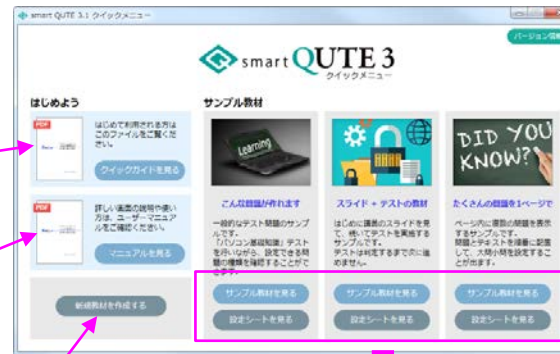 smart QUTE 3.1 クイックメニュー
バージョン情報
smart QUTE 3
クイックメニュー
はじめよう
PDF
はじめて利用される方は
このファイルをご覧くだ
さい。
クイックガイドを見る
PDF
詳しい画面の説明や使い
方は、ユーザーマニュア
ルをご確認ください。
マニュアルを見る
新規教材を作成する
サンプル教材
Learning
こんな問題が作れます
一般的なテスト問題のサンプ
ルです。
「パソコン基礎知識」テスト
を行いながら、設定できる問
題の種類を確認することがで
きます。
サンプル教材を見る
設定シートを見る
スライド + テストの教材
はじめに講義のスライドを見
て、続いてテストを実施する
サンプルです。
テストは判定するまで次に進
めません。
サンプル教材を見る
設定シートを見る
DID YOU
KNOW?
たくさんの問題を1ページで
ページ内に複数の問題を表示
するサンプルです。
問題とテキストを順番に配置
して、大問小問を設定するこ
とが出来ます。
サンプル教材を見る
設定シートを見る